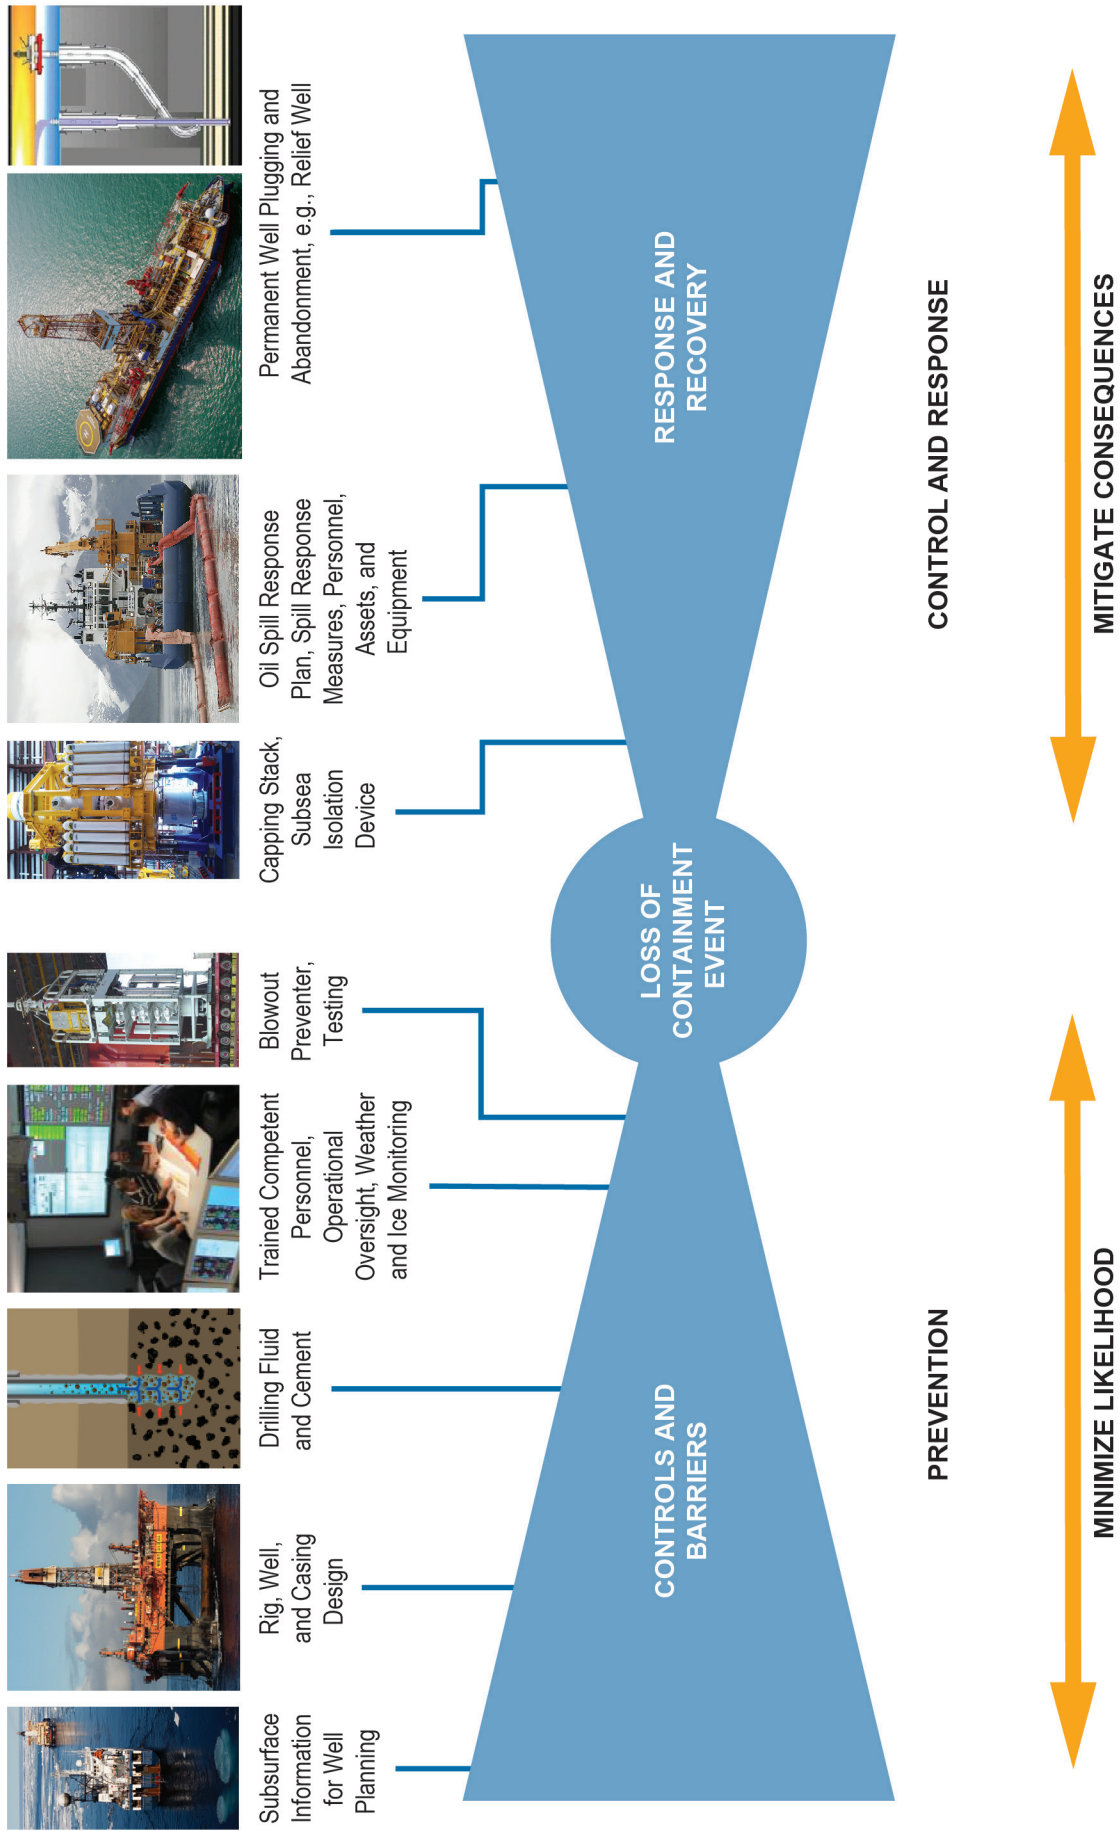 Subsurface
Information
for Well
Planning
Rig, Well,
and Casing
Design
Drilling Fluid
and Cement
Trained Competent
Personnel,
Operational
Oversight, Weather
and Ice Monitoring
Blowout
Preventer,
Testing
Capping Stack,
Subsea
Isolation
Device
Oil Spill Response
Plan, Spill Response
Measures, Personnel,
Assets, and
Equipment
Permanent Well Plugging and
Abandonment, e.g., Relief Well
CONTROLS AND
BARRIERS
LOSS OF
CONTAINMENT
EVENT
RESPONSE AND
RECOVERY
PREVENTION
CONTROL AND RESPONSE
MINIMIZE LIKELIHOOD
MITIGATE CONSEQUENCES